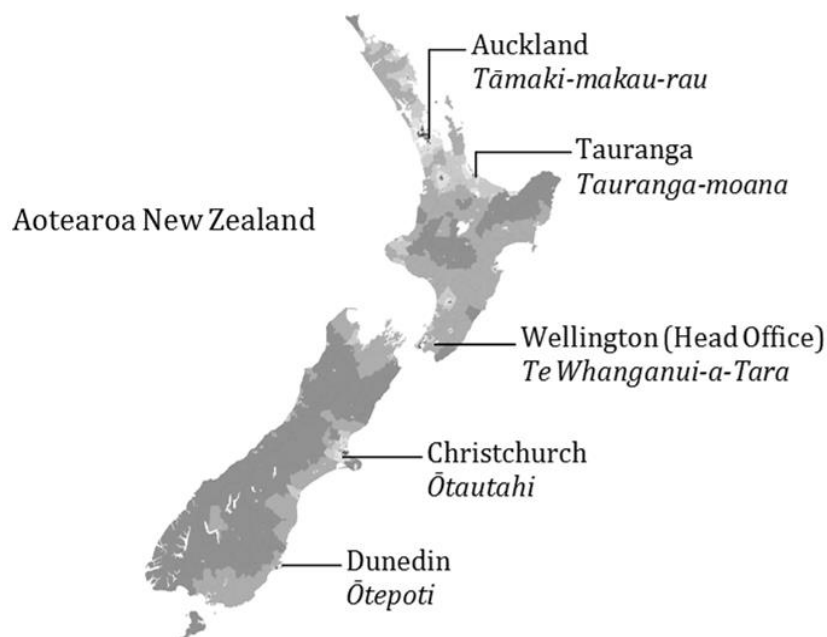 Auckland
Tāmaki-makau-rau
Tauranga
Tauranga-moana
Aotearoa New Zealand
Wellington (Head Office)
Te Whanganui-a-Tara
Christchurch
Ōtautahi
Dunedin
Ōtepoti